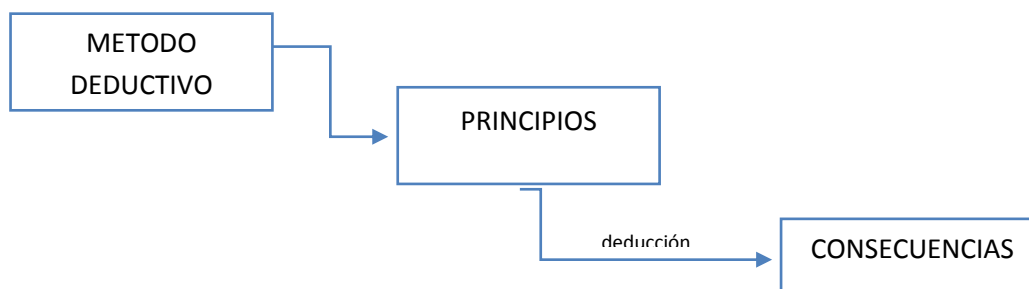 METODO
DEDUCTIVO
PRINCIPIOS
deducción
CONSECUENCIAS